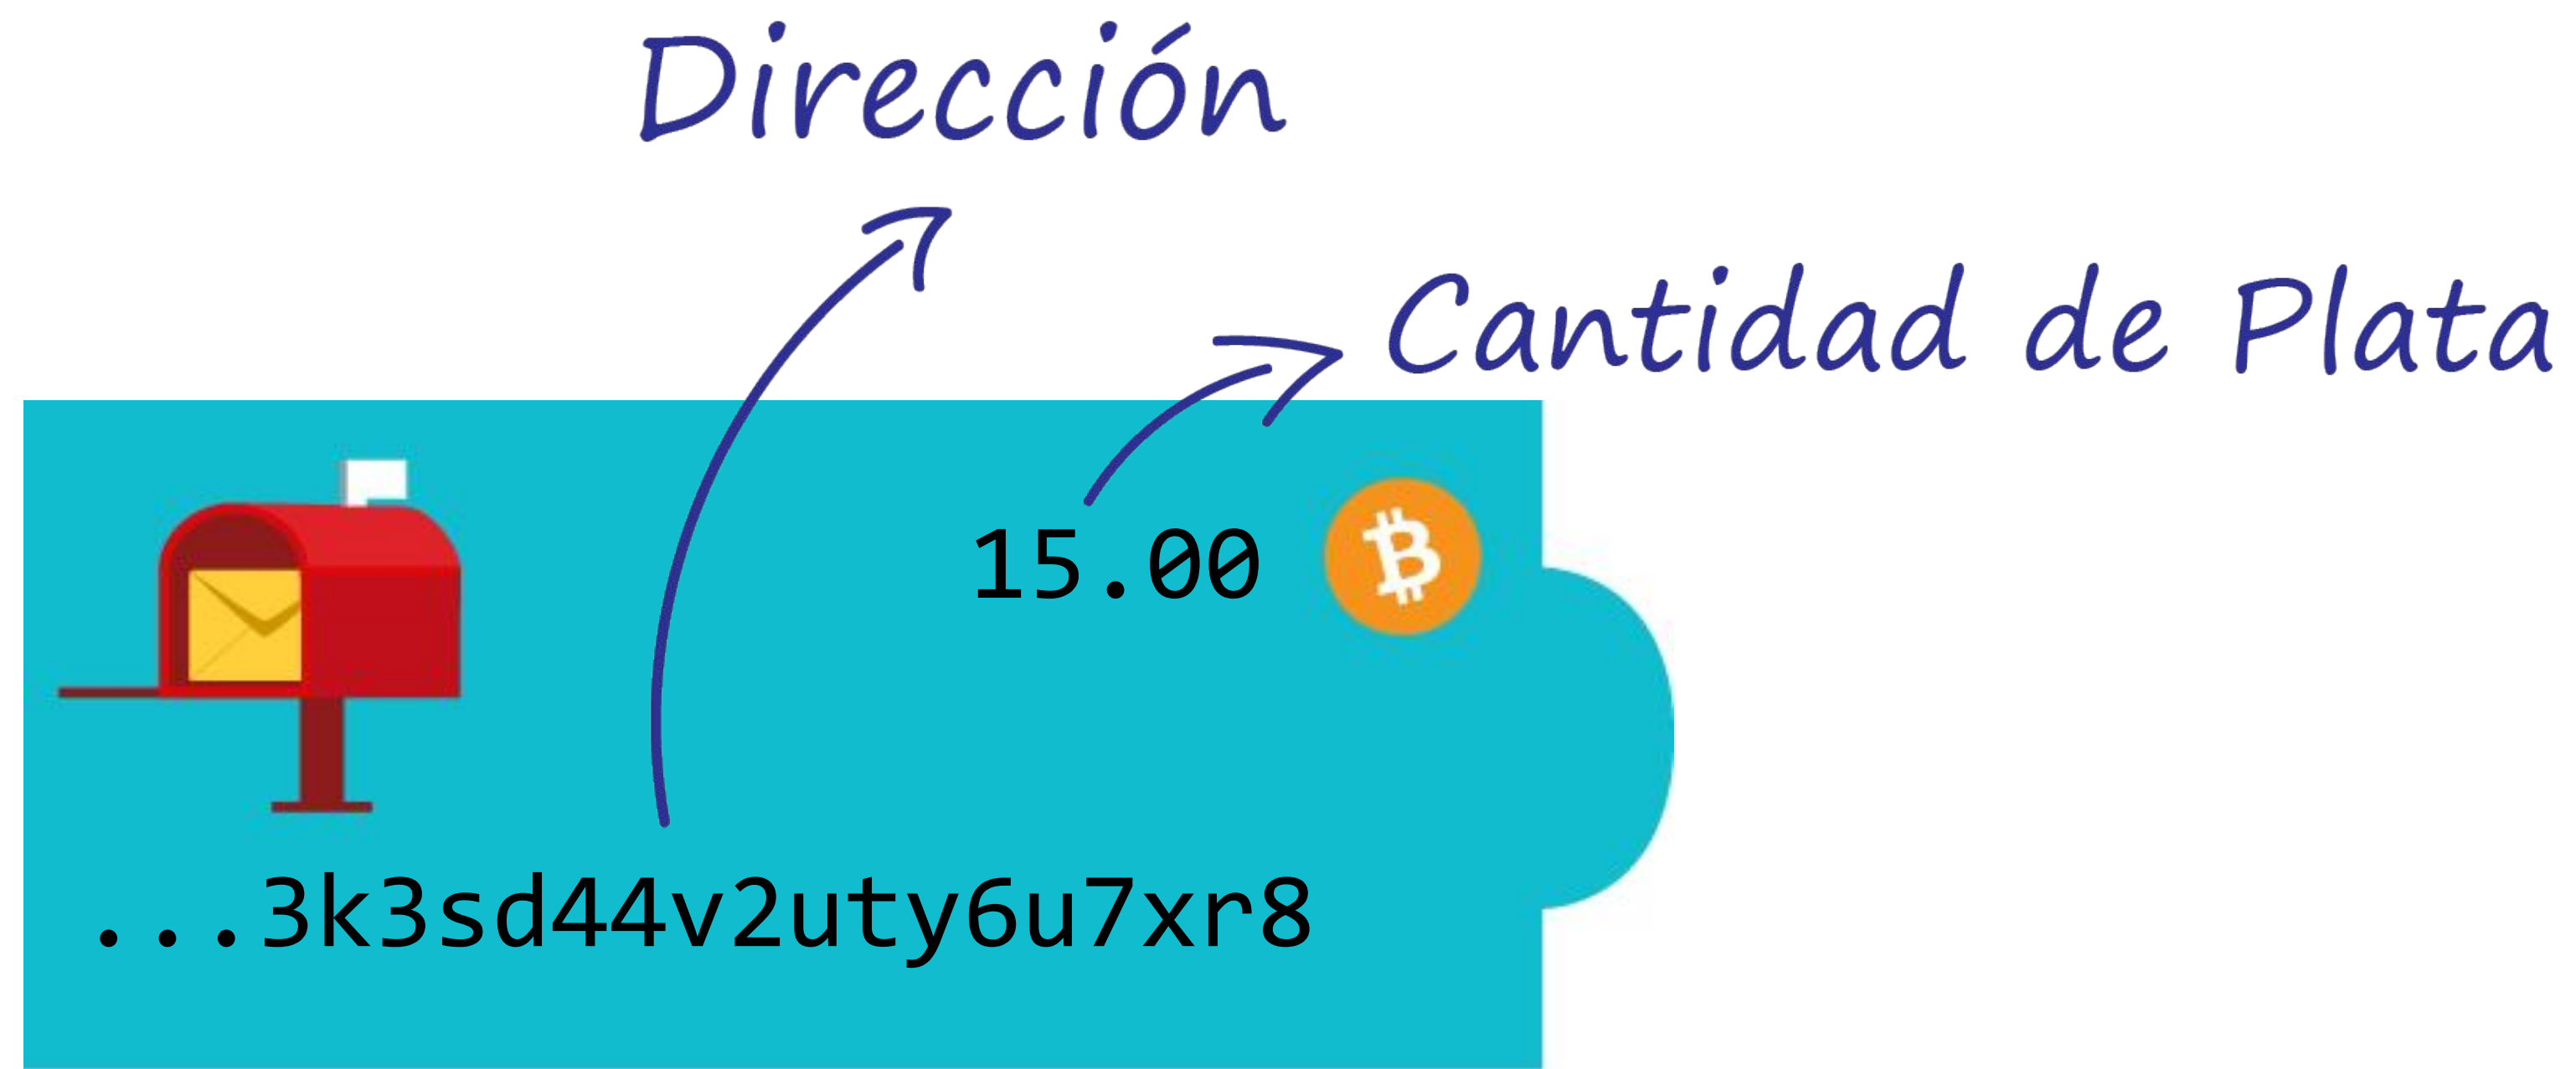 Dirección
Cantidad de Plata
15.00
...3k3sd44v2uty6u7xr8